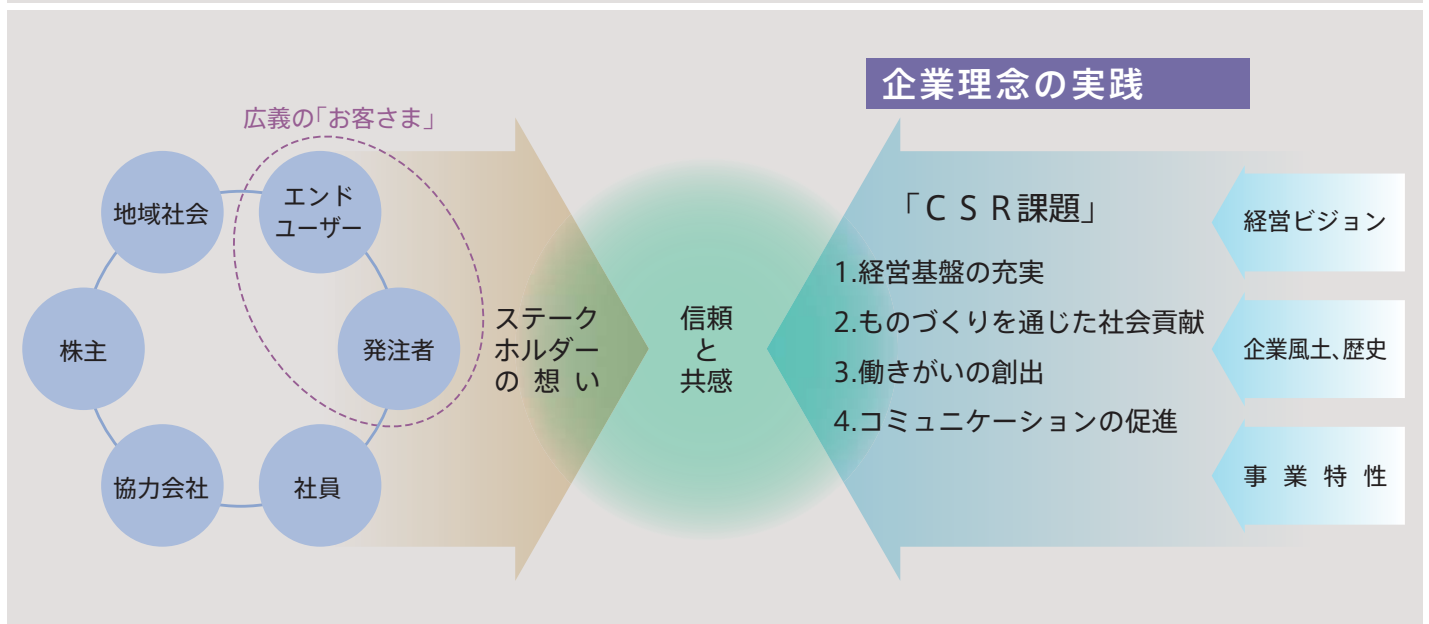 企業理念の実践
広義の「お客さま」
地域社会
エンド
ユーザー
株主
発注者
協力会社
社員
ステーク
ホルダー
の想い
信頼
と
共感
「ＣＳＲ課題」
1.経営基盤の充実
2.ものづくりを通じた社会貢献
3.働きがいの創出
4.コミュニケーションの促進
経営ビジョン
企業風土、歴史
事業特性